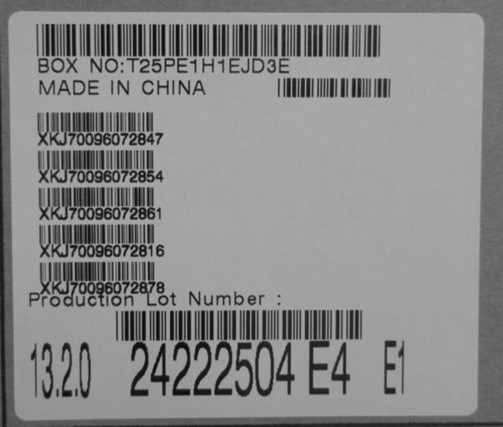 BOX NO:T25PE1H1EJD3E
MADE IN CHINA
XKJ70096072847
XKJ70096072854
XKJ70096072861
XKJ70096072816
XKJ70096072878
Production Lot Number :
13.2.0 24222504 E4 E1